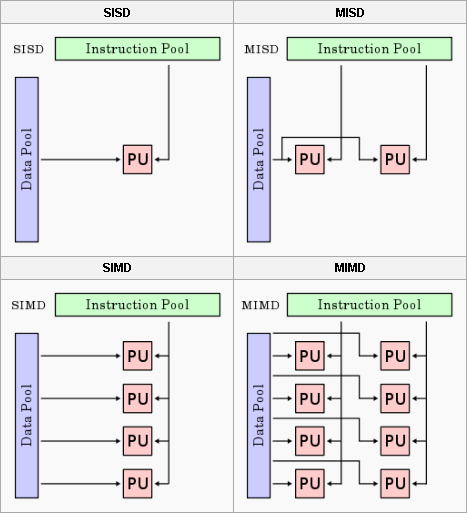 SISD
MISD
SISD
Instruction Pool
MISD
Instruction Pool
Data Pool
PU
Data Pool
PU
PU
SIMD
MIMD
SIMD
Instruction Pool
MIMD
Instruction Pool
Data Pool
PU
PU
PU
PU
Data Pool
PU
PU
PU
PU
PU
PU
PU
PU